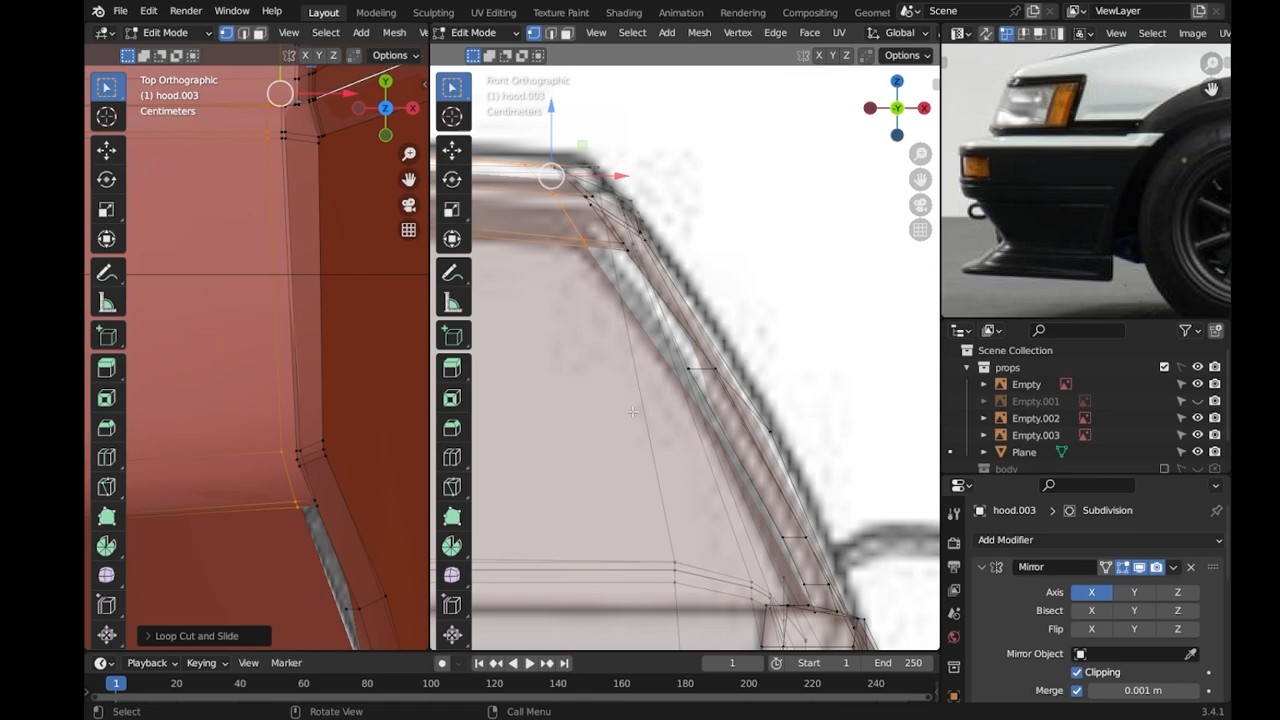 File Edit Render Window Help Layout Modeling Sculpting UV Editing Texture Paint Shading Animation Rendering Compositing Geomet Scene ViewLayer
Edit Mode View Select Add Mesh Ve Edit Mode View Select Add Mesh Vertex Edge Face UV Global View Select Image UV
X Y Z Options X Y Z Options
Top Orthographic
(1) hood.003
Centimeters
Y
Z
X
Front Orthographic
(1) hood.003
Centimeters
Z
Y
X
Scene Collection
props
Empty
Empty.001
Empty.002
Empty.003
Plane
body
hood.003 > Subdivision
Add Modifier
Mirror
Axis X Y Z
Bisect X Y Z
Flip X Y Z
Mirror Object
Clipping
Merge 0.001 m
> Loop Cut and Slide
Playback Keying View Marker 1 Start 1 End 250
1 20 40 60 80 100 120 140 160 180 200 220 240
Select Rotate View Call Menu 3.4.1